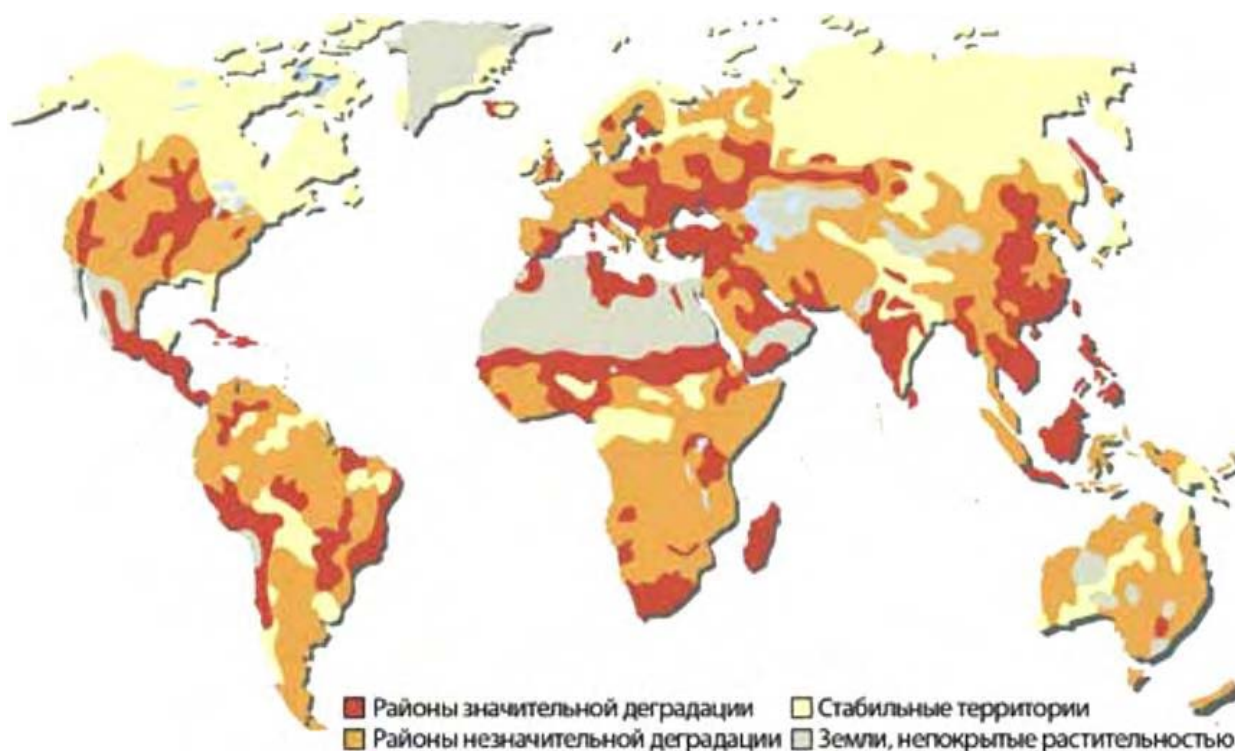 Районы значительной деградации
Районы незначительной деградации
Стабильные территории
Земли, непокрытые растительностью